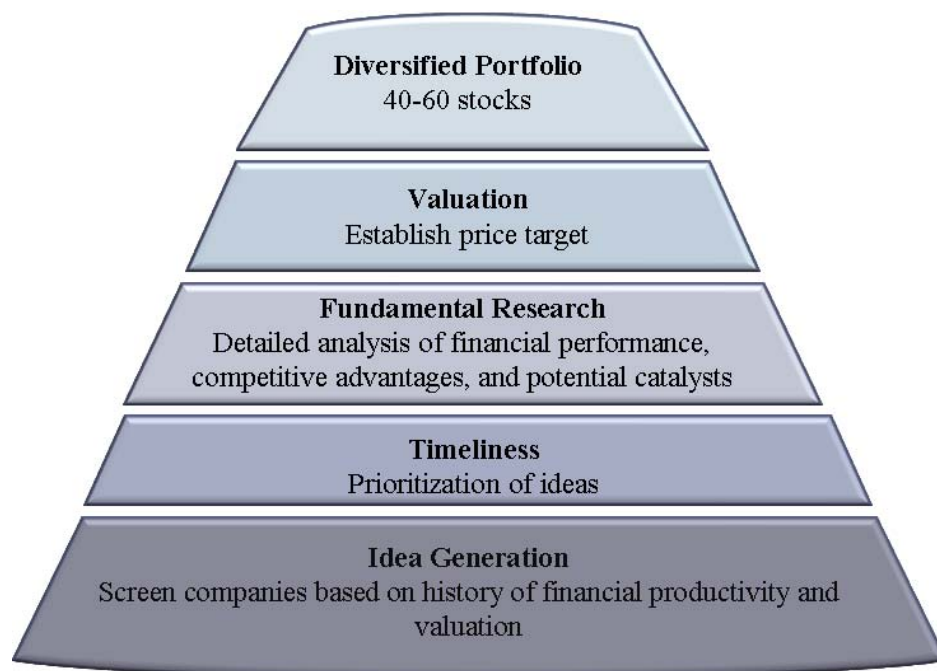 Diversified Portfolio
40-60 stocks
Valuation
Establish price target
Fundamental Research
Detailed analysis of financial performance,
competitive advantages, and potential catalysts
Timeliness
Prioritization of ideas
Idea Generation
Screen companies based on history of financial productivity and
valuation